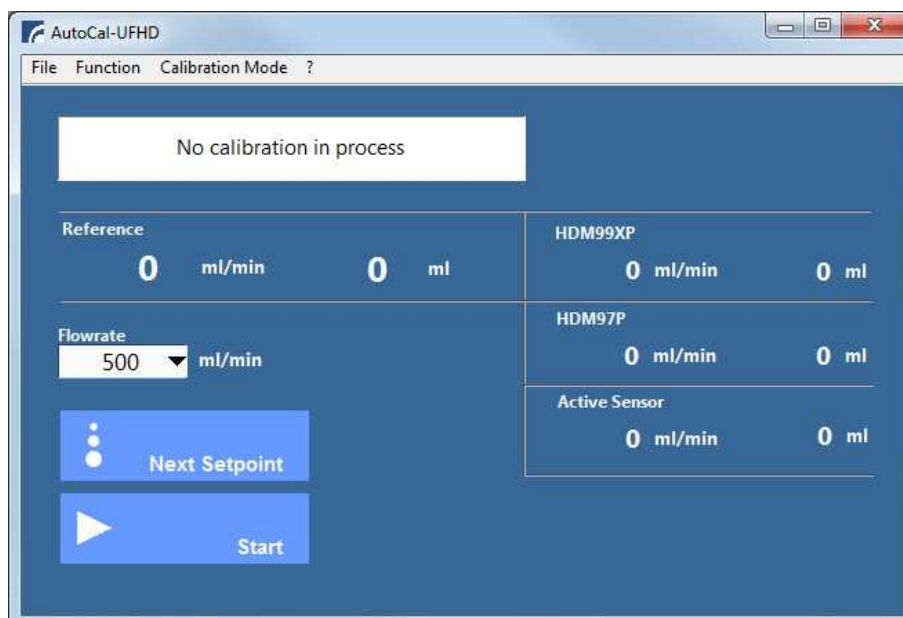 AutoCal-UFHD
File Function Calibration Mode ?
No calibration in process
Reference
0 ml/min 0 ml
HDM99XP
0 ml/min 0 ml
HDM97P
0 ml/min 0 ml
Flowrate
500 ml/min
Active Sensor
0 ml/min 0 ml
Next Setpoint
Start